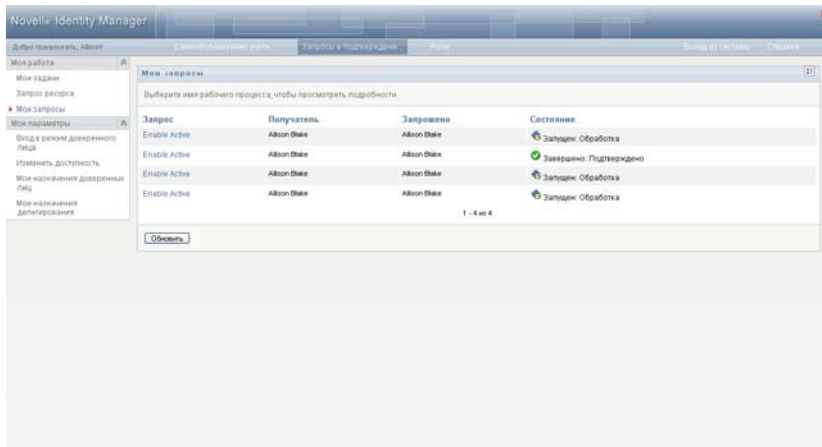 Novell® Identity Manager
Добро пожаловать, Allison!
Самообслуживание учетн... Запросы и подтвержден... Роли Выход из системы Справка
Моя работа
Мои задачи
Запрос ресурса
Мои запросы
Мои параметры
Вход в режим доверенного лица
Изменить доступность
Мои назначения доверенных лиц
Мои назначения делегирования
Мои запросы
Выберите имя рабочего процесса, чтобы просмотреть подробности.
Запрос Получатель Запрошено Состояние
Enable Active Allison Blake Allison Blake Запущен: Обработка
Enable Active Allison Blake Allison Blake Завершено: Подтверждено
Enable Active Allison Blake Allison Blake Запущен: Обработка
Enable Active Allison Blake Allison Blake Запущен: Обработка
1 - 4 из 4
Обновить